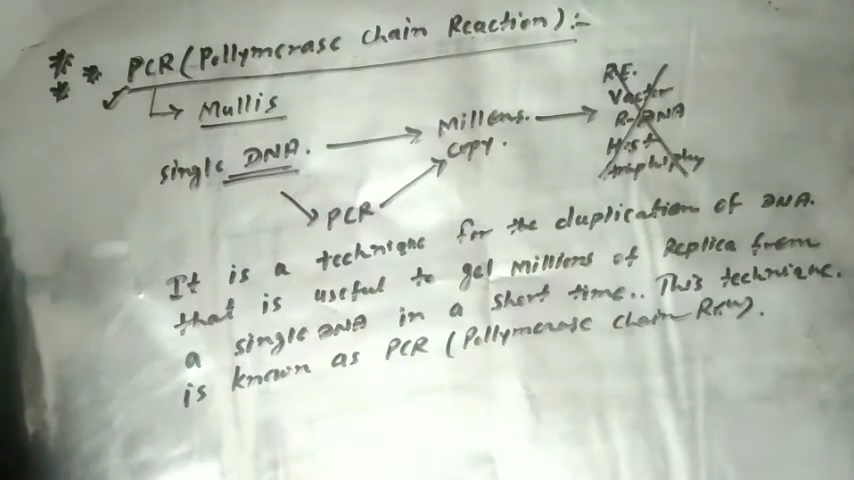 PCR (Pollymerase Chain Reaction):-
Mullis
single DNA. Millens. copy.
R.E.
Vector
R-DNA
Host
PCR
It is a technique for the duplication of DNA.
that is useful to get Millions of Replica from
a single DNA in a short time.. This technique.
is known as PCR (Pollymerase chain Rxn).